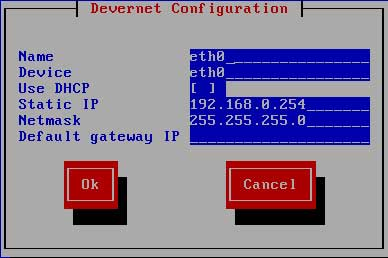 Devernet Configuration
Name eth0
Device eth0
Use DHCP [ ]
Static IP 192.168.0.254
Netmask 255.255.255.0
Default gateway IP
Ok Cancel